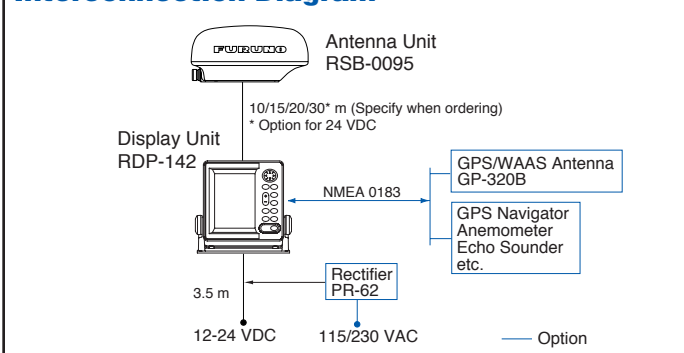 Interconnection Diagram
FURUNO
Antenna Unit
RSB-0095
10/15/20/30* m (Specify when ordering)
* Option for 24 VDC
Display Unit
RDP-142
NMEA 0183
GPS/WAAS Antenna
GP-320B
GPS Navigator
Anemometer
Echo Sounder
etc.
3.5 m
Rectifier
PR-62
12-24 VDC
115/230 VAC
Option